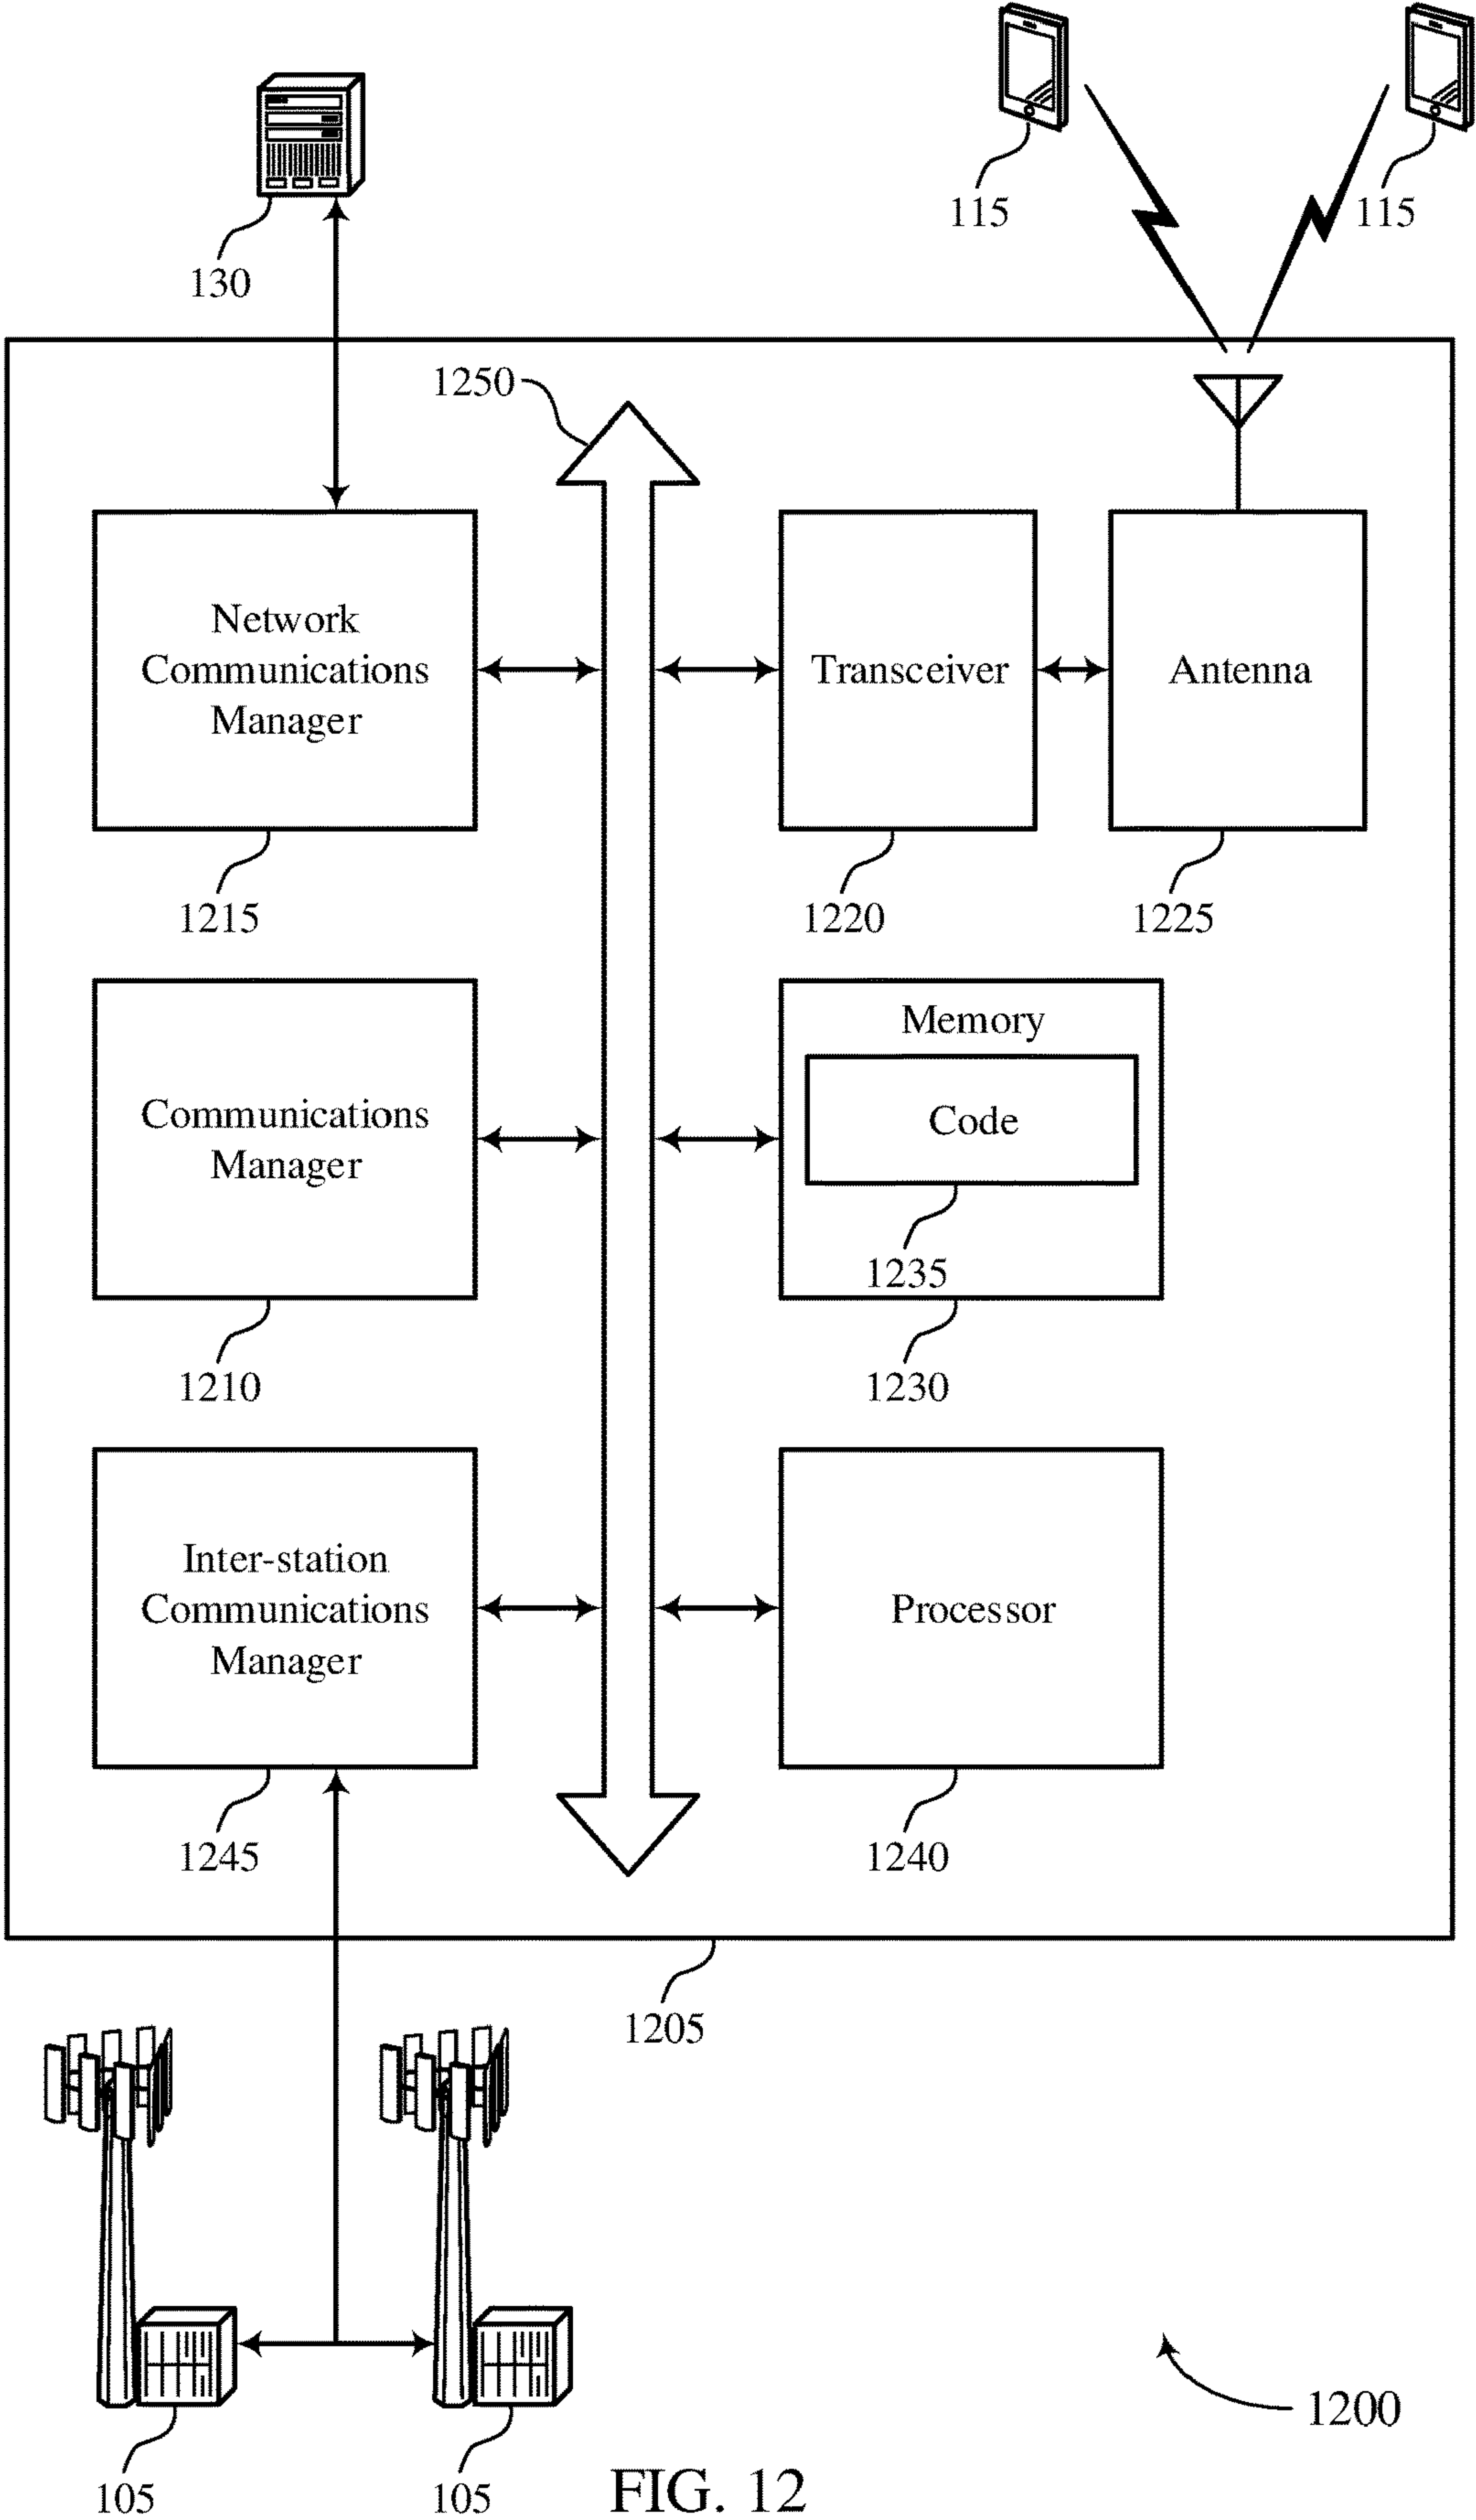 115
115
130
1250
Network
Communications
Manager
Transceiver
Antenna
1215
1220
1225
Communications
Manager
Memory
Code
1235
1210
1230
Inter-station
Communications
Manager
Processor
1245
1240
1205
1200
105
105
FIG. 12